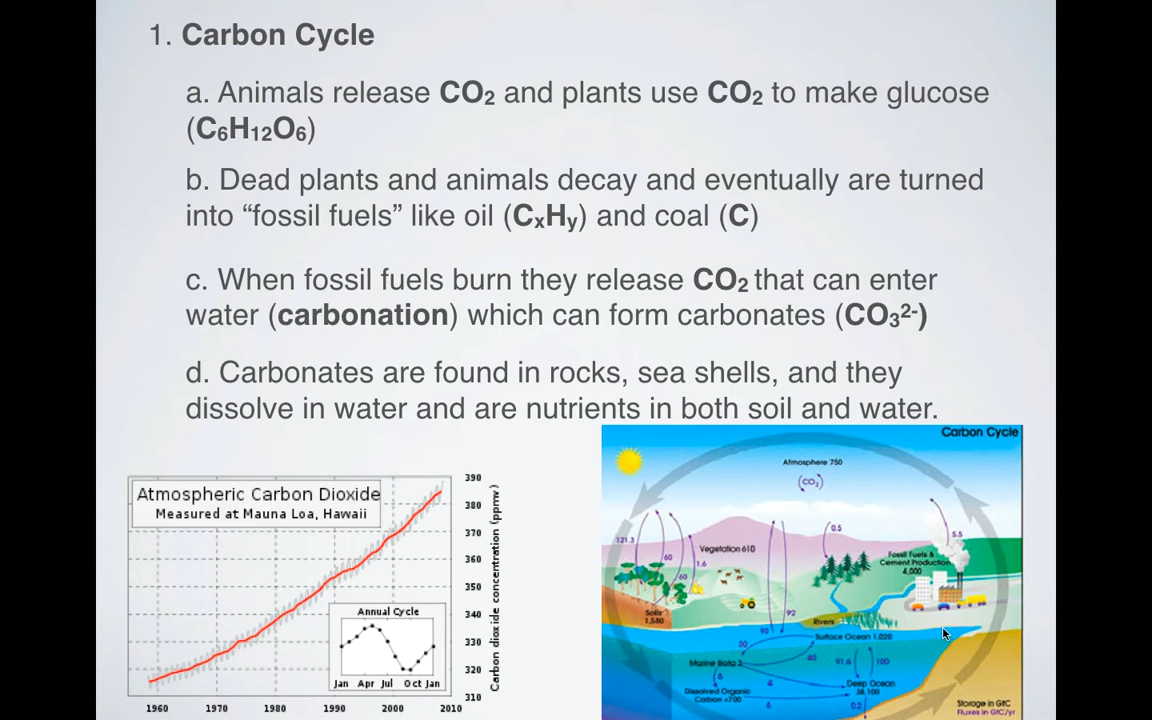 1. Carbon Cycle
a. Animals release CO₂ and plants use CO₂ to make glucose
(C₆H₁₂O₆)
b. Dead plants and animals decay and eventually are turned
into “fossil fuels” like oil (CₓHᵧ) and coal (C)
c. When fossil fuels burn they release CO₂ that can enter
water (carbonation) which can form carbonates (CO₃²⁻)
d. Carbonates are found in rocks, sea shells, and they
dissolve in water and are nutrients in both soil and water.
Atmospheric Carbon Dioxide
Measured at Mauna Loa, Hawaii
390
380
370
360
350
340
330
320
310
Carbon dioxide concentration (ppmv)
Annual Cycle
Jan Apr Jul Oct Jan
1960 1970 1980 1990 2000 2010
Carbon Cycle
Atmosphere 750
(CO₂)
121.3
60
1.6
60
Vegetation 610
0.5
5.5
Fossil Fuels &
Cement Production
4,000
Soils
1,580
92
90
Rivers
Surface Ocean 1,020
50
40
91.6
100
Marine Biota 3
6
4
Deep Ocean
38,100
Dissolved Organic
Carbon <700
6
0.2
Storage in GtC
Fluxes in GtC/yr